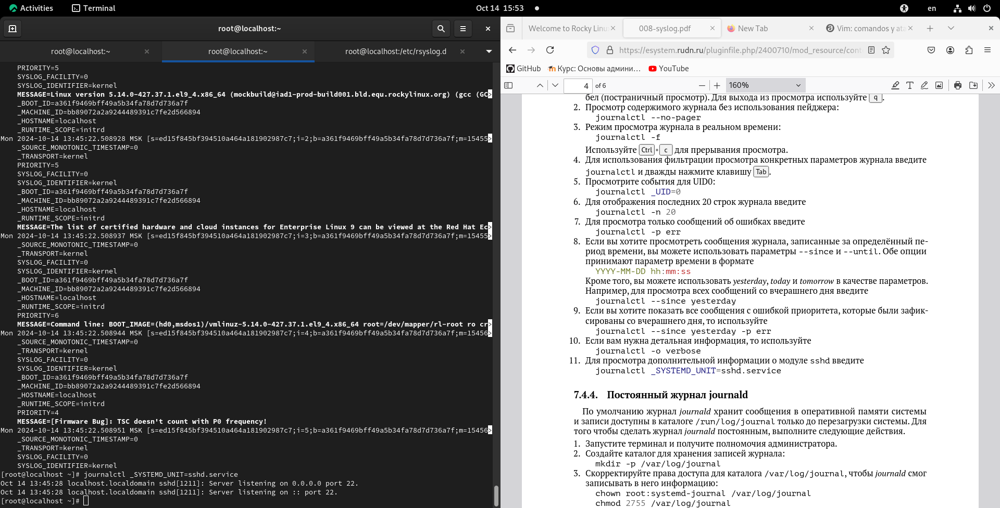 Activities
Terminal
Oct 14 15:53
en
root@localhost:~
root@localhost:~
root@localhost:~
root@localhost:/etc/rsyslog.d
PRIORITY=5
SYSLOG_FACILITY=0
SYSLOG_IDENTIFIER=kernel
MESSAGE=Linux version 5.14.0-427.37.1.el9_4.x86_64 (mockbuild@iad1-prod-build001.bld.equ.rockylinux.org) (gcc (GC>
_BOOT_ID=a361f9469bff49a5b34fa78d7d736a7f
_MACHINE_ID=bb89072a2a9244489391c7fe2d566894
_HOSTNAME=localhost
_RUNTIME_SCOPE=initrd
Mon 2024-10-14 13:45:22.508928 MSK [s=ed15f845bf394510a464a181902987c7;i=2;b=a361f9469bff49a5b34fa78d7d736a7f;m=15455>
_SOURCE_MONOTONIC_TIMESTAMP=0
_TRANSPORT=kernel
PRIORITY=5
SYSLOG_FACILITY=0
SYSLOG_IDENTIFIER=kernel
_BOOT_ID=a361f9469bff49a5b34fa78d7d736a7f
_MACHINE_ID=bb89072a2a9244489391c7fe2d566894
_HOSTNAME=localhost
_RUNTIME_SCOPE=initrd
MESSAGE=The list of certified hardware and cloud instances for Enterprise Linux 9 can be viewed at the Red Hat Ec>
Mon 2024-10-14 13:45:22.508937 MSK [s=ed15f845bf394510a464a181902987c7;i=3;b=a361f9469bff49a5b34fa78d7d736a7f;m=15455>
_SOURCE_MONOTONIC_TIMESTAMP=0
_TRANSPORT=kernel
SYSLOG_FACILITY=0
SYSLOG_IDENTIFIER=kernel
_BOOT_ID=a361f9469bff49a5b34fa78d7d736a7f
_MACHINE_ID=bb89072a2a9244489391c7fe2d566894
_HOSTNAME=localhost
_RUNTIME_SCOPE=initrd
PRIORITY=6
MESSAGE=Command line: BOOT_IMAGE=(hd0,msdos1)/vmlinuz-5.14.0-427.37.1.el9_4.x86_64 root=/dev/mapper/rl-root ro cr>
Mon 2024-10-14 13:45:22.508944 MSK [s=ed15f845bf394510a464a181902987c7;i=4;b=a361f9469bff49a5b34fa78d7d736a7f;m=15456>
_SOURCE_MONOTONIC_TIMESTAMP=0
_TRANSPORT=kernel
SYSLOG_FACILITY=0
SYSLOG_IDENTIFIER=kernel
_BOOT_ID=a361f9469bff49a5b34fa78d7d736a7f
_MACHINE_ID=bb89072a2a9244489391c7fe2d566894
_HOSTNAME=localhost
_RUNTIME_SCOPE=initrd
PRIORITY=4
MESSAGE=[Firmware Bug]: TSC doesn't count with P0 frequency!
Mon 2024-10-14 13:45:22.508951 MSK [s=ed15f845bf394510a464a181902987c7;i=5;b=a361f9469bff49a5b34fa78d7d736a7f;m=15456>
_SOURCE_MONOTONIC_TIMESTAMP=0
_TRANSPORT=kernel
SYSLOG_FACILITY=0
SYSLOG_IDENTIFIER=kernel
[root@localhost ~]# journalctl _SYSTEMD_UNIT=sshd.service
Oct 14 13:45:28 localhost.localdomain sshd[1211]: Server listening on 0.0.0.0 port 22.
Oct 14 13:45:28 localhost.localdomain sshd[1211]: Server listening on :: port 22.
[root@localhost ~]#
Welcome to Rocky Linu
008-syslog.pdf
New Tab
Vim: comandos y ata
https://esystem.rudn.ru/pluginfile.php/2400710/mod_resource/cont
GitHub
Курс: Основы админи…
YouTube
4 of 6
160%
бел (постраничный просмотр). Для выхода из просмотра используйте q .
2. Просмотр содержимого журнала без использования пейджера:
journalctl --no-pager
3. Режим просмотра журнала в реальном времени:
journalctl -f
Используйте Ctrl + c для прерывания просмотра.
4. Для использования фильтрации просмотра конкретных параметров журнала введите
journalctl и дважды нажмите клавишу Tab .
5. Просмотрите события для UID0:
journalctl _UID=0
6. Для отображения последних 20 строк журнала введите
journalctl -n 20
7. Для просмотра только сообщений об ошибках введите
journalctl -p err
8. Если вы хотите просмотреть сообщения журнала, записанные за определённый пе-
риод времени, вы можете использовать параметры --since и --until. Обе опции
принимают параметр времени в формате
YYYY-MM-DD hh:mm:ss
Кроме того, вы можете использовать yesterday, today и tomorrow в качестве параметров.
Например, для просмотра всех сообщений со вчерашнего дня введите
journalctl --since yesterday
9. Если вы хотите показать все сообщения с ошибкой приоритета, которые были зафик-
сированы со вчерашнего дня, то используйте
journalctl --since yesterday -p err
10. Если вам нужна детальная информация, то используйте
journalctl -o verbose
11. Для просмотра дополнительной информации о модуле sshd введите
journalctl _SYSTEMD_UNIT=sshd.service
7.4.4. Постоянный журнал journald
По умолчанию журнал journald хранит сообщения в оперативной памяти системы
и записи доступны в каталоге /run/log/journal только до перезагрузки системы. Для
того чтобы сделать журнал journald постоянным, выполните следующие действия.
1. Запустите терминал и получите полномочия администратора.
2. Создайте каталог для хранения записей журнала:
mkdir -p /var/log/journal
3. Скорректируйте права доступа для каталога /var/log/journal, чтобы journald смог
записывать в него информацию:
chown root:systemd-journal /var/log/journal
chmod 2755 /var/log/journal